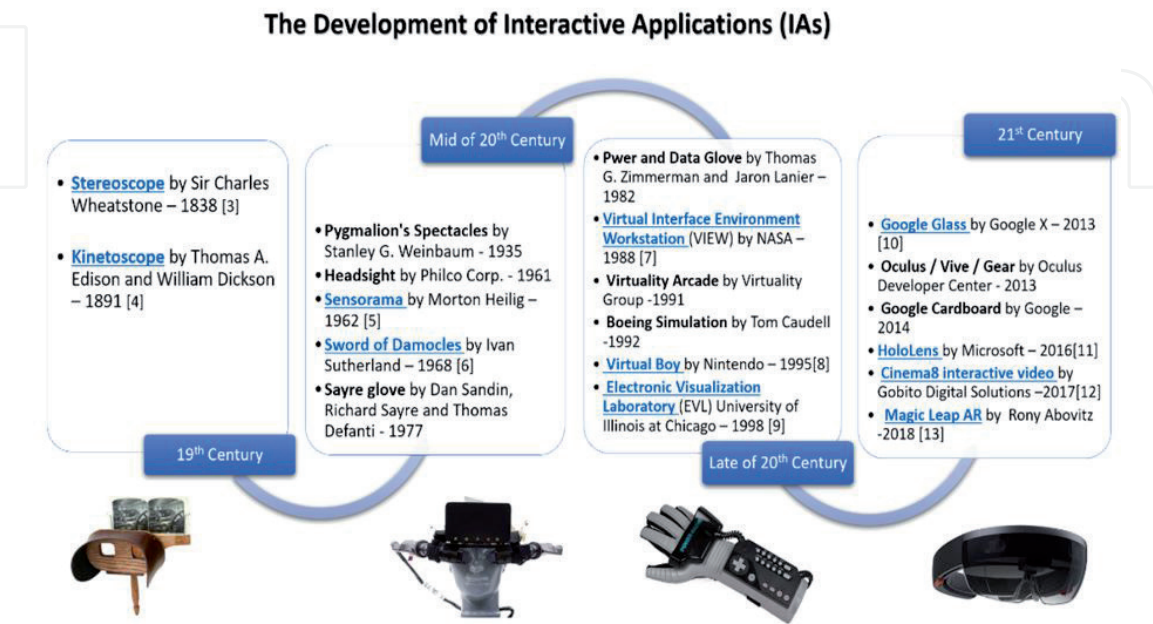 The Development of Interactive Applications (IAs)
• Stereoscope by Sir Charles
Wheatstone – 1838 [3]
• Kinetoscope by Thomas A.
Edison and William Dickson
– 1891 [4]
19th Century
Mid of 20th Century
• Pygmalion's Spectacles by
Stanley G. Weinbaum - 1935
• Headsight by Philco Corp. - 1961
• Sensorama by Morton Heilig –
1962 [5]
• Sword of Damocles by Ivan
Sutherland – 1968 [6]
• Sayre glove by Dan Sandin,
Richard Sayre and Thomas
Defanti - 1977
• Pwer and Data Glove by Thomas
G. Zimmerman and Jaron Lanier –
1982
• Virtual Interface Environment
Workstation (VIEW) by NASA –
1988 [7]
• Virtuality Arcade by Virtuality
Group -1991
• Boeing Simulation by Tom Caudell
-1992
• Virtual Boy by Nintendo – 1995[8]
• Electronic Visualization
Laboratory (EVL) University of
Illinois at Chicago – 1998 [9]
Late of 20th Century
21st Century
• Google Glass by Google X – 2013
[10]
• Oculus / Vive / Gear by Oculus
Developer Center - 2013
• Google Cardboard by Google –
2014
• HoloLens by Microsoft – 2016[11]
• Cinema8 interactive video by
Gobito Digital Solutions –2017[12]
• Magic Leap AR by Rony Abovitz
-2018 [13]